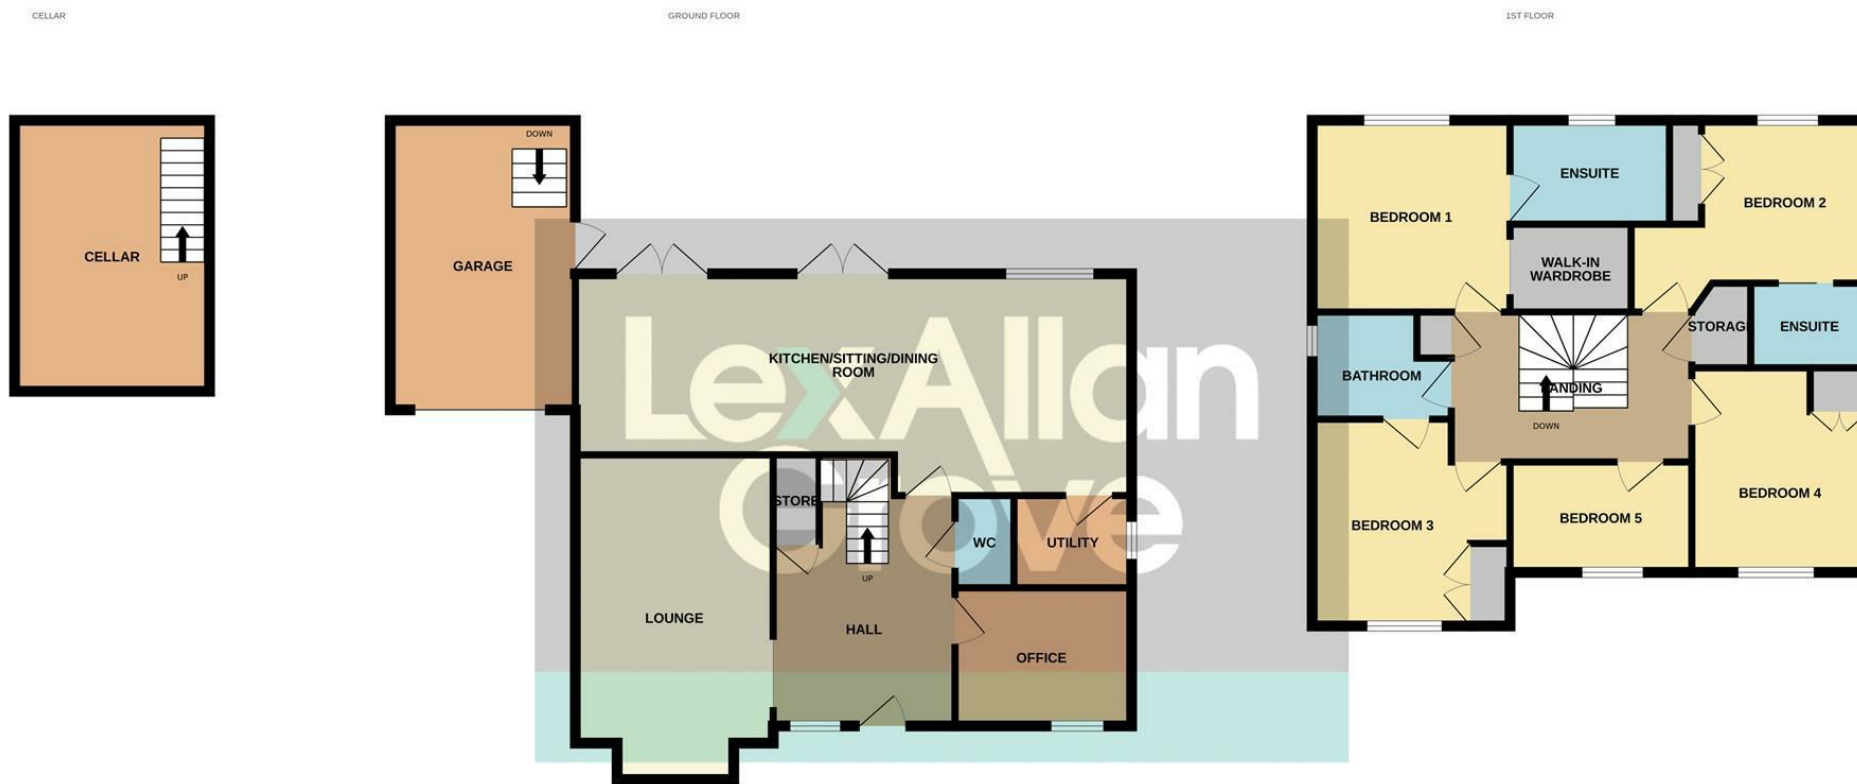 CELLAR
GROUND FLOOR
1ST FLOOR
CELLAR
UP
DOWN
GARAGE
KITCHEN/SITTING/DINING
ROOM
LOUNGE
STORE
UP
HALL
WC
UTILITY
OFFICE
LexAllan
Grove
BEDROOM 1
ENSUITE
BEDROOM 2
WALK-IN
WARDROBE
STORAGE
ENSUITE
BATHROOM
LANDING
DOWN
BEDROOM 3
BEDROOM 5
BEDROOM 4